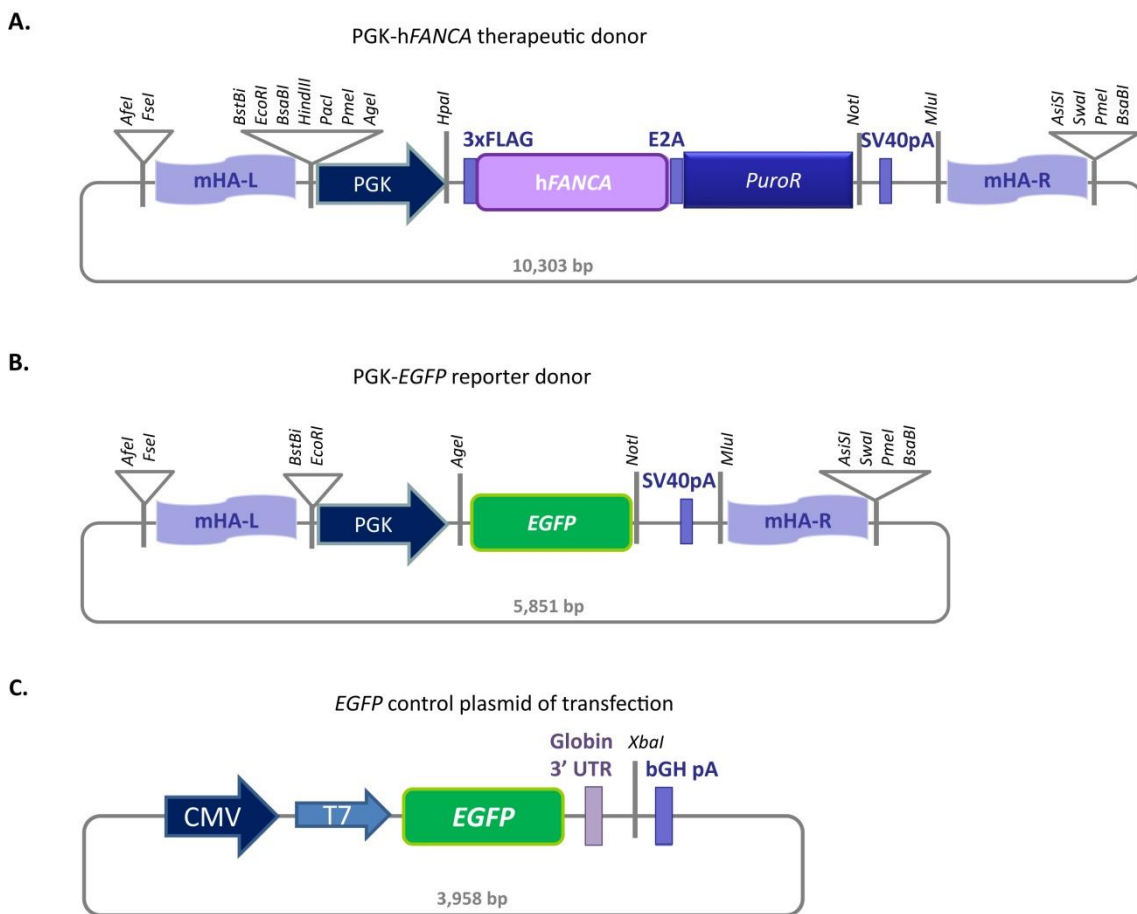 A.
PGK-hFANCA therapeutic donor
AfeI
FseI
BstBi
EcoRI
BsaBI
HindIII
PacI
PmeI
AgeI
HpaI
NotI
MluI
AsiSI
SwaI
PmeI
BsaBI
3xFLAG
E2A
SV40pA
mHA-L
PGK
hFANCA
PuroR
mHA-R
10,303 bp
B.
PGK-EGFP reporter donor
AfeI
FseI
BstBi
EcoRI
AgeI
NotI
MluI
AsiSI
SwaI
PmeI
BsaBI
SV40pA
mHA-L
PGK
EGFP
mHA-R
5,851 bp
C.
EGFP control plasmid of transfection
Globin
3' UTR
XbaI
bGH pA
CMV
T7
EGFP
3,958 bp